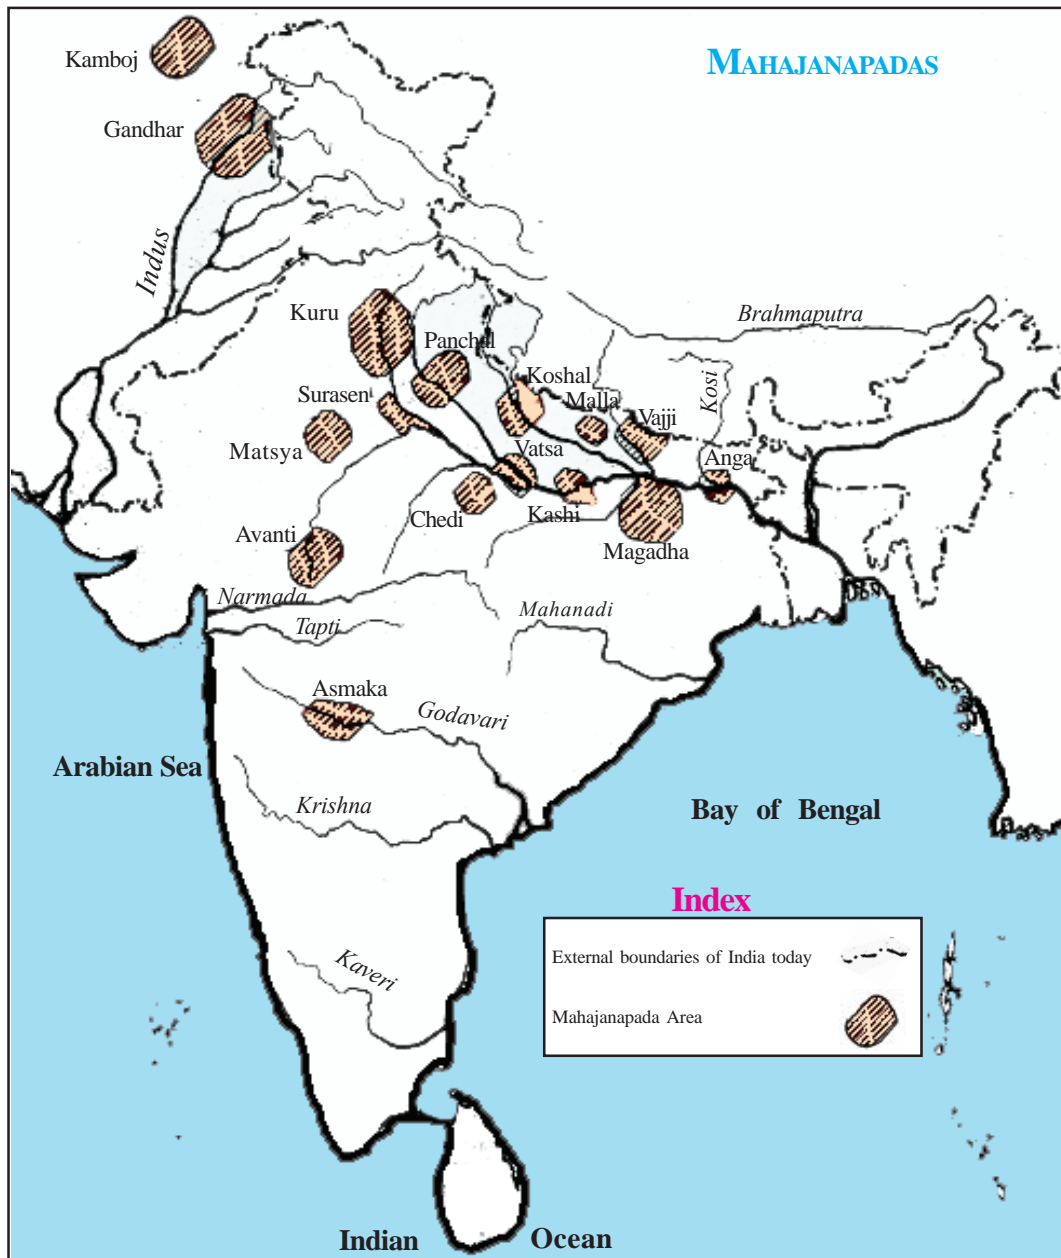 MAHAJANAPADAS
Kamboj
Gandhar
Indus
Kuru
Panchal
Brahmaputra
Surasen
Koshal
Malla
Kosi
Vajji
Matsya
Vatsa
Anga
Avanti
Chedi
Kashi
Magadha
Narmada
Mahanadi
Tapti
Asmaka
Godavari
Arabian Sea
Krishna
Bay of Bengal
Index
External boundaries of India today
Mahajanapada Area
Kaveri
Indian Ocean